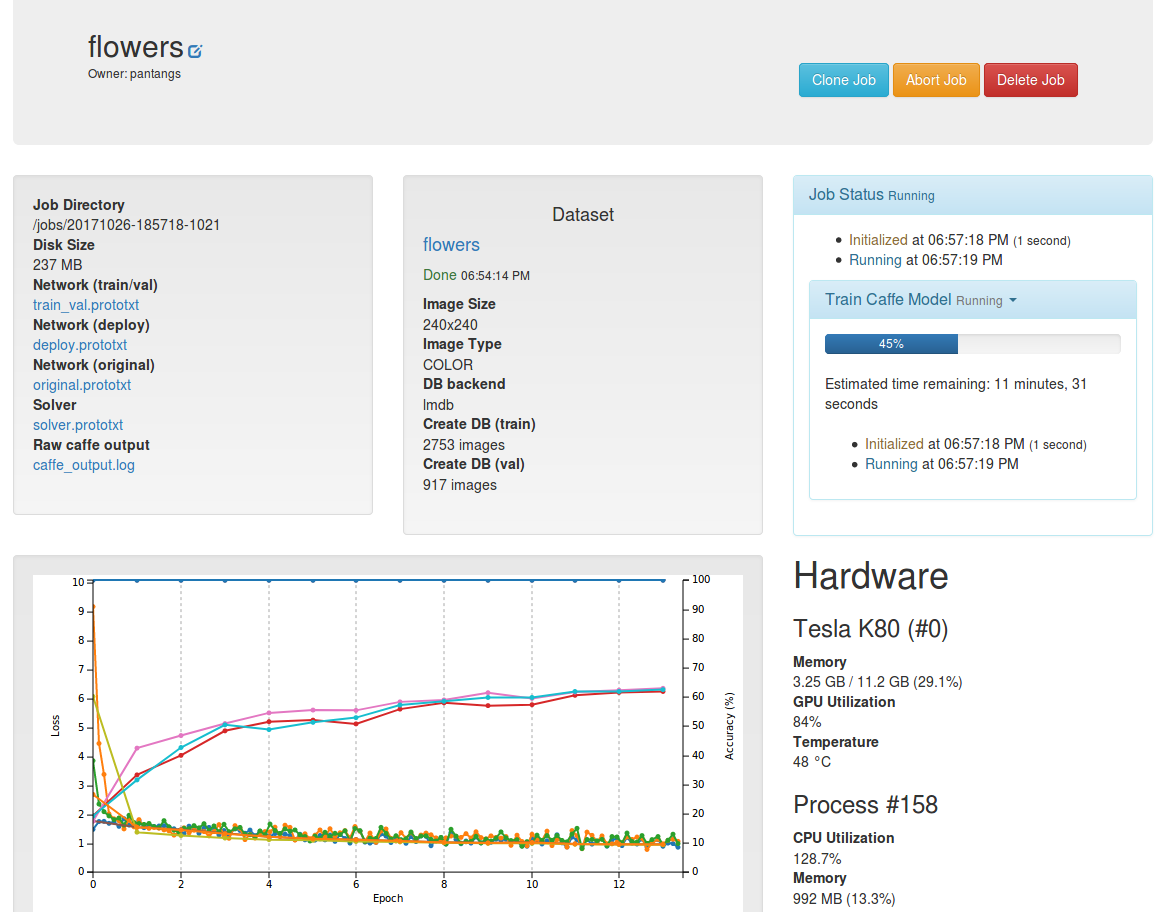 flowers
Owner: pantangs
Clone Job
Abort Job
Delete Job
Job Directory
/jobs/20171026-185718-1021
Disk Size
237 MB
Network (train/val)
train_val.prototxt
Network (deploy)
deploy.prototxt
Network (original)
original.prototxt
Solver
solver.prototxt
Raw caffe output
caffe_output.log
Dataset
flowers
Done 06:54:14 PM
Image Size
240x240
Image Type
COLOR
DB backend
lmdb
Create DB (train)
2753 images
Create DB (val)
917 images
Job Status Running
Initialized at 06:57:18 PM (1 second)
Running at 06:57:19 PM
Train Caffe Model Running
45%
Estimated time remaining: 11 minutes, 31
seconds
Initialized at 06:57:18 PM (1 second)
Running at 06:57:19 PM
10
9
8
7
6
5
4
3
2
1
0
Loss
0 2 4 6 8 10 12
Epoch
100
90
80
70
60
50
40
30
20
10
0
Accuracy (%)
Hardware
Tesla K80 (#0)
Memory
3.25 GB / 11.2 GB (29.1%)
GPU Utilization
84%
Temperature
48 °C
Process #158
CPU Utilization
128.7%
Memory
992 MB (13.3%)